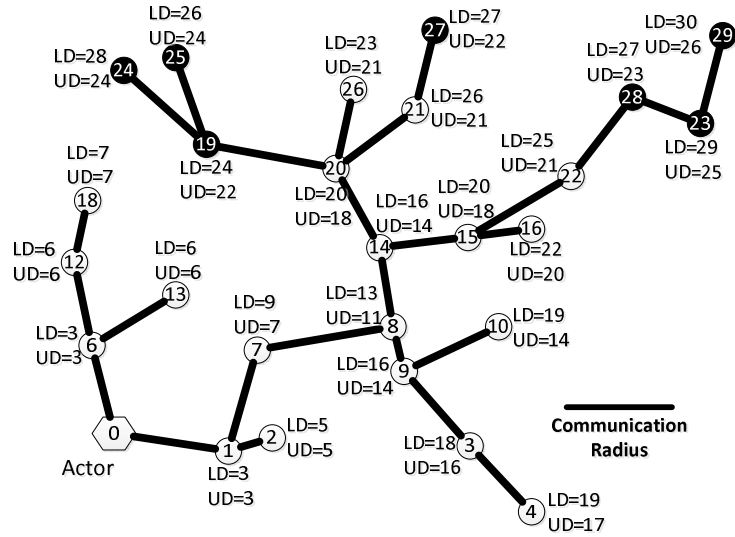 LD=26
UD=24
25
LD=28
UD=24
24
LD=23
UD=21
26
27
LD=27
UD=22
LD=30
UD=26
29
LD=27
UD=23
28
LD=26
UD=21
21
23
LD=29
UD=25
19
LD=24
UD=22
20
LD=20
UD=18
LD=25
UD=21
22
LD=7
UD=7
18
LD=16
UD=14
14
LD=20
UD=18
15
16
LD=22
UD=20
LD=6
UD=6
12
LD=6
UD=6
13
LD=9
UD=7
7
LD=13
UD=11
8
10
LD=19
UD=14
LD=3
UD=3
6
LD=16
UD=14
9
0
Actor
1
LD=3
UD=3
2
LD=5
UD=5
LD=18
UD=16
3
4
LD=19
UD=17
Communication
Radius